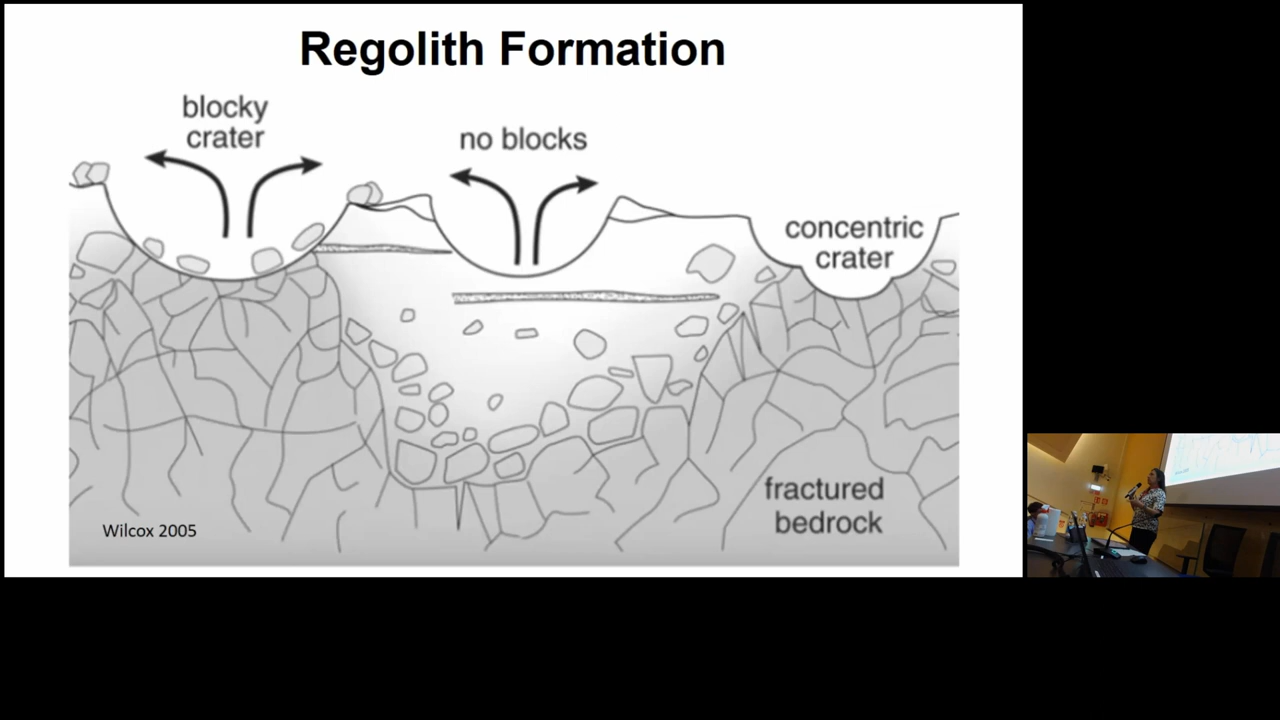 Regolith Formation
blocky
crater
no blocks
concentric
crater
fractured
bedrock
Wilcox 2005